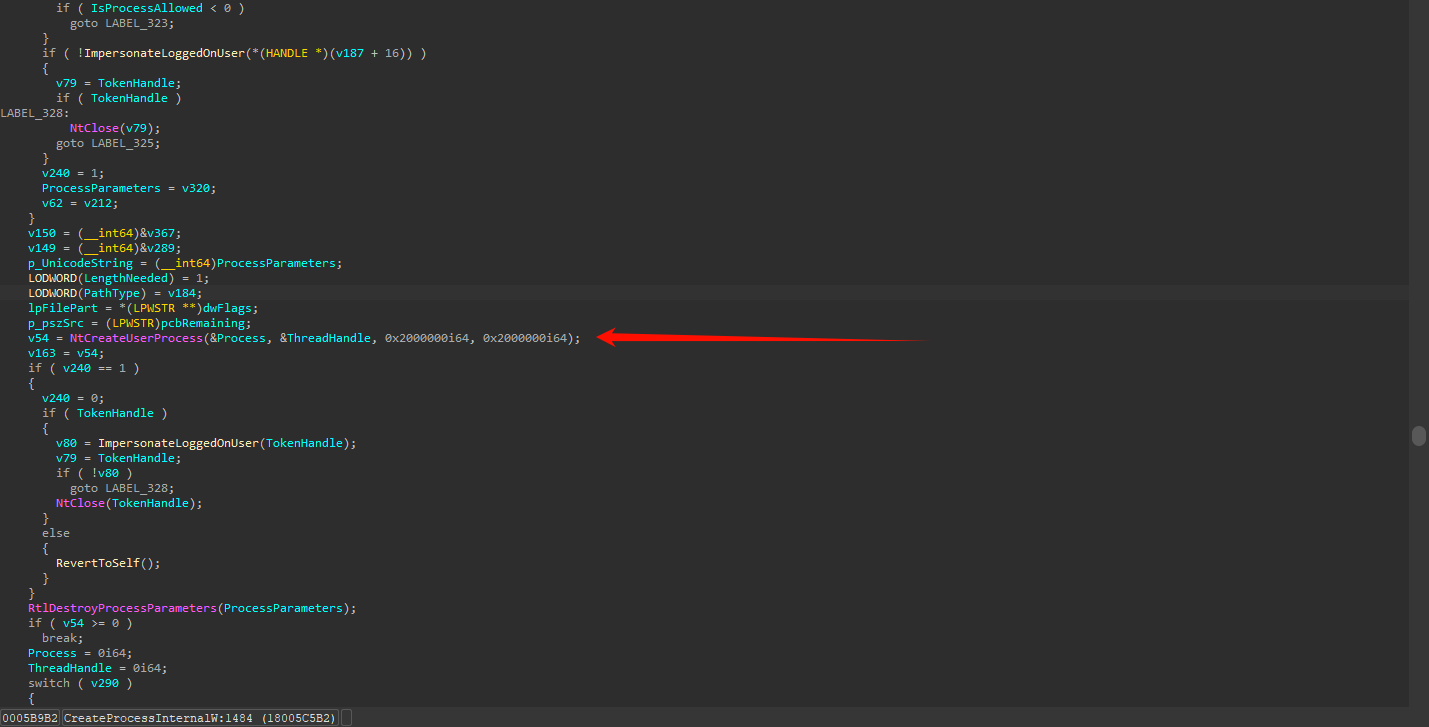 if ( IsProcessAllowed < 0 )
goto LABEL_323;
}
if ( !ImpersonateLoggedOnUser(*(HANDLE *)(v187 + 16)) )
{
v79 = TokenHandle;
if ( TokenHandle )
LABEL_328:
NtClose(v79);
goto LABEL_325;
}
v240 = 1;
ProcessParameters = v320;
v62 = v212;
}
v150 = (__int64)&v367;
v149 = (__int64)&v289;
p_UnicodeString = (__int64)ProcessParameters;
LODWORD(LengthNeeded) = 1;
LODWORD(PathType) = v184;
lpFilePart = *(LPWSTR **)dwFlags;
p_pszSrc = (LPWSTR)pcbRemaining;
v54 = NtCreateUserProcess(&Process, &ThreadHandle, 0x2000000i64, 0x2000000i64);
v163 = v54;
if ( v240 == 1 )
{
v240 = 0;
if ( TokenHandle )
{
v80 = ImpersonateLoggedOnUser(TokenHandle);
v79 = TokenHandle;
if ( !v80 )
goto LABEL_328;
NtClose(TokenHandle);
}
else
{
RevertToSelf();
}
}
RtlDestroyProcessParameters(ProcessParameters);
if ( v54 >= 0 )
break;
Process = 0i64;
ThreadHandle = 0i64;
switch ( v290 )
{
0005B9B2 CreateProcessInternalW:1484 (18005C5B2)